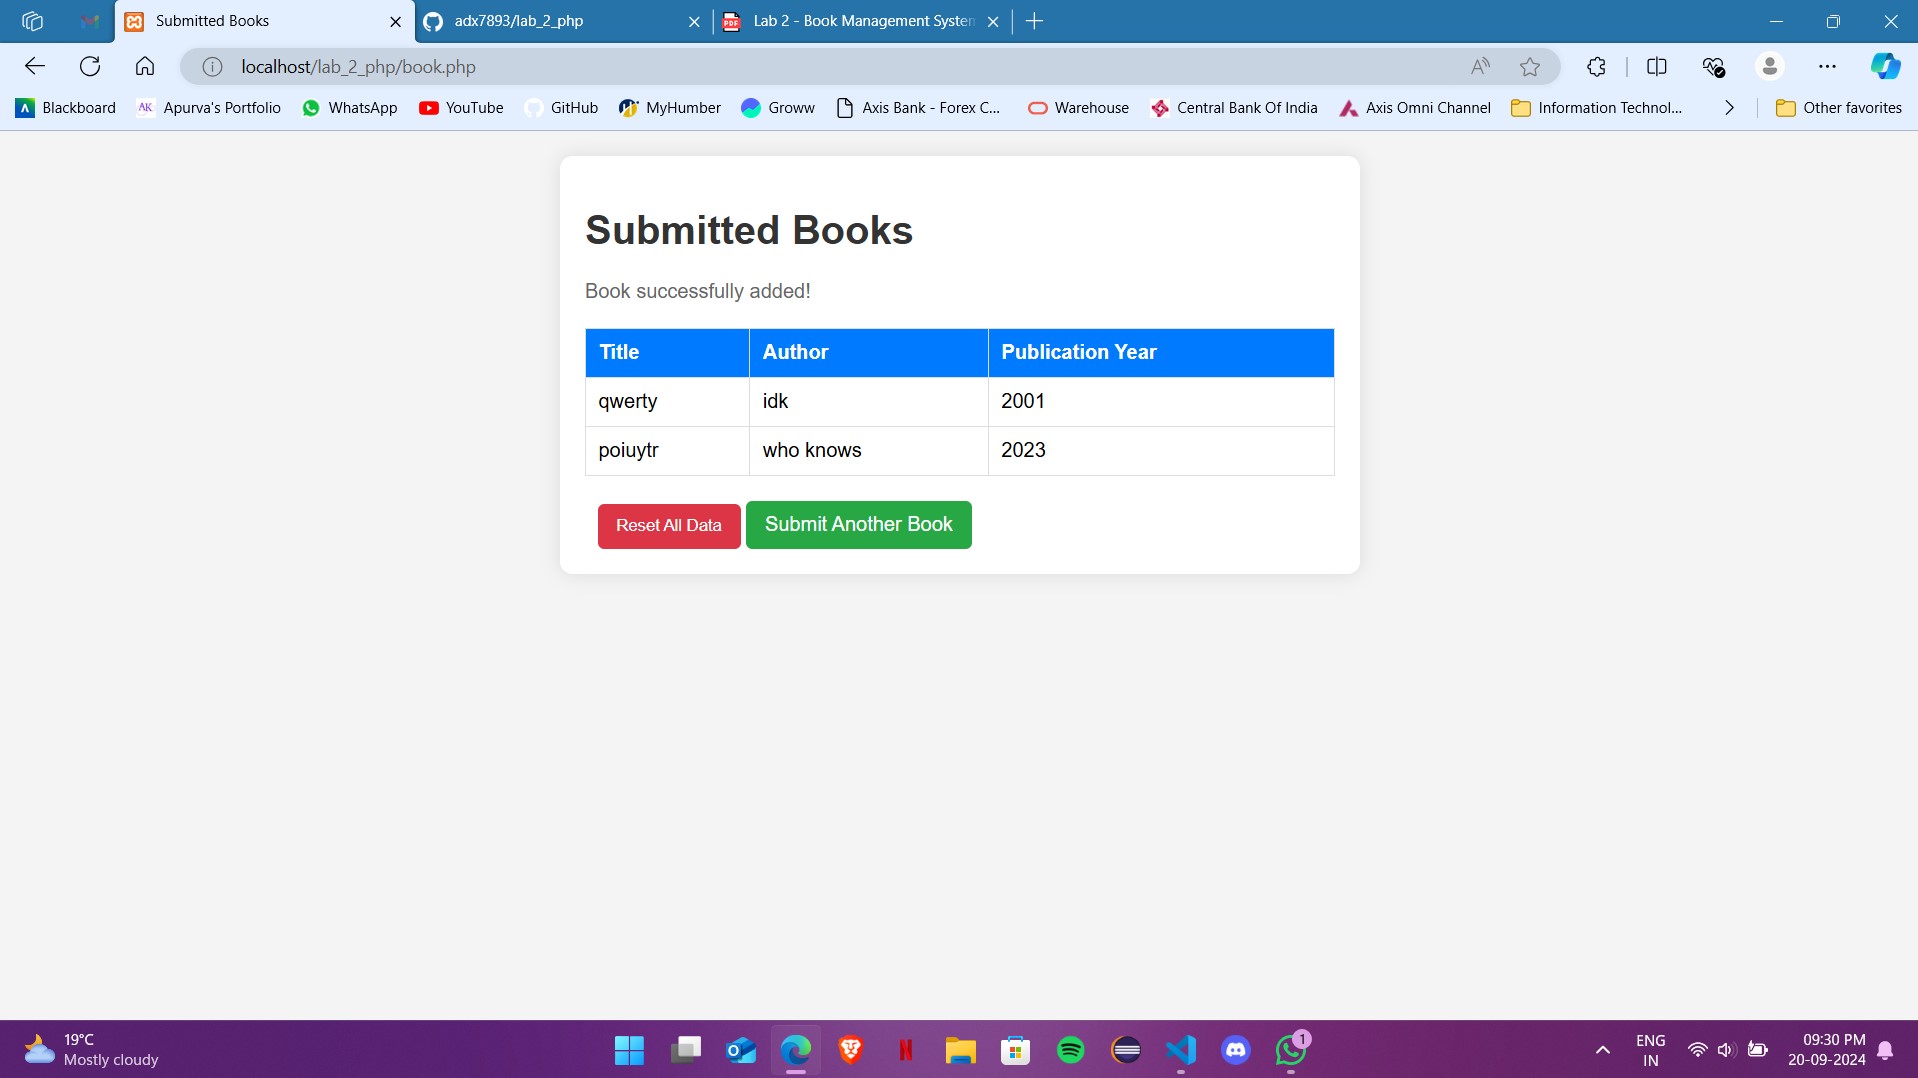 Submitted Books
adx7893/lab_2_php
Lab 2 - Book Management System
localhost/lab_2_php/book.php
Blackboard
AK Apurva's Portfolio
WhatsApp
YouTube
GitHub
MyHumber
Groww
Axis Bank - Forex C...
Warehouse
Central Bank Of India
Axis Omni Channel
Information Technol...
Other favorites
Submitted Books
Book successfully added!
Title Author Publication Year
qwerty idk 2001
poiuytr who knows 2023
Reset All Data Submit Another Book
19°C
Mostly cloudy
1
ENG
IN
09:30 PM
20-09-2024